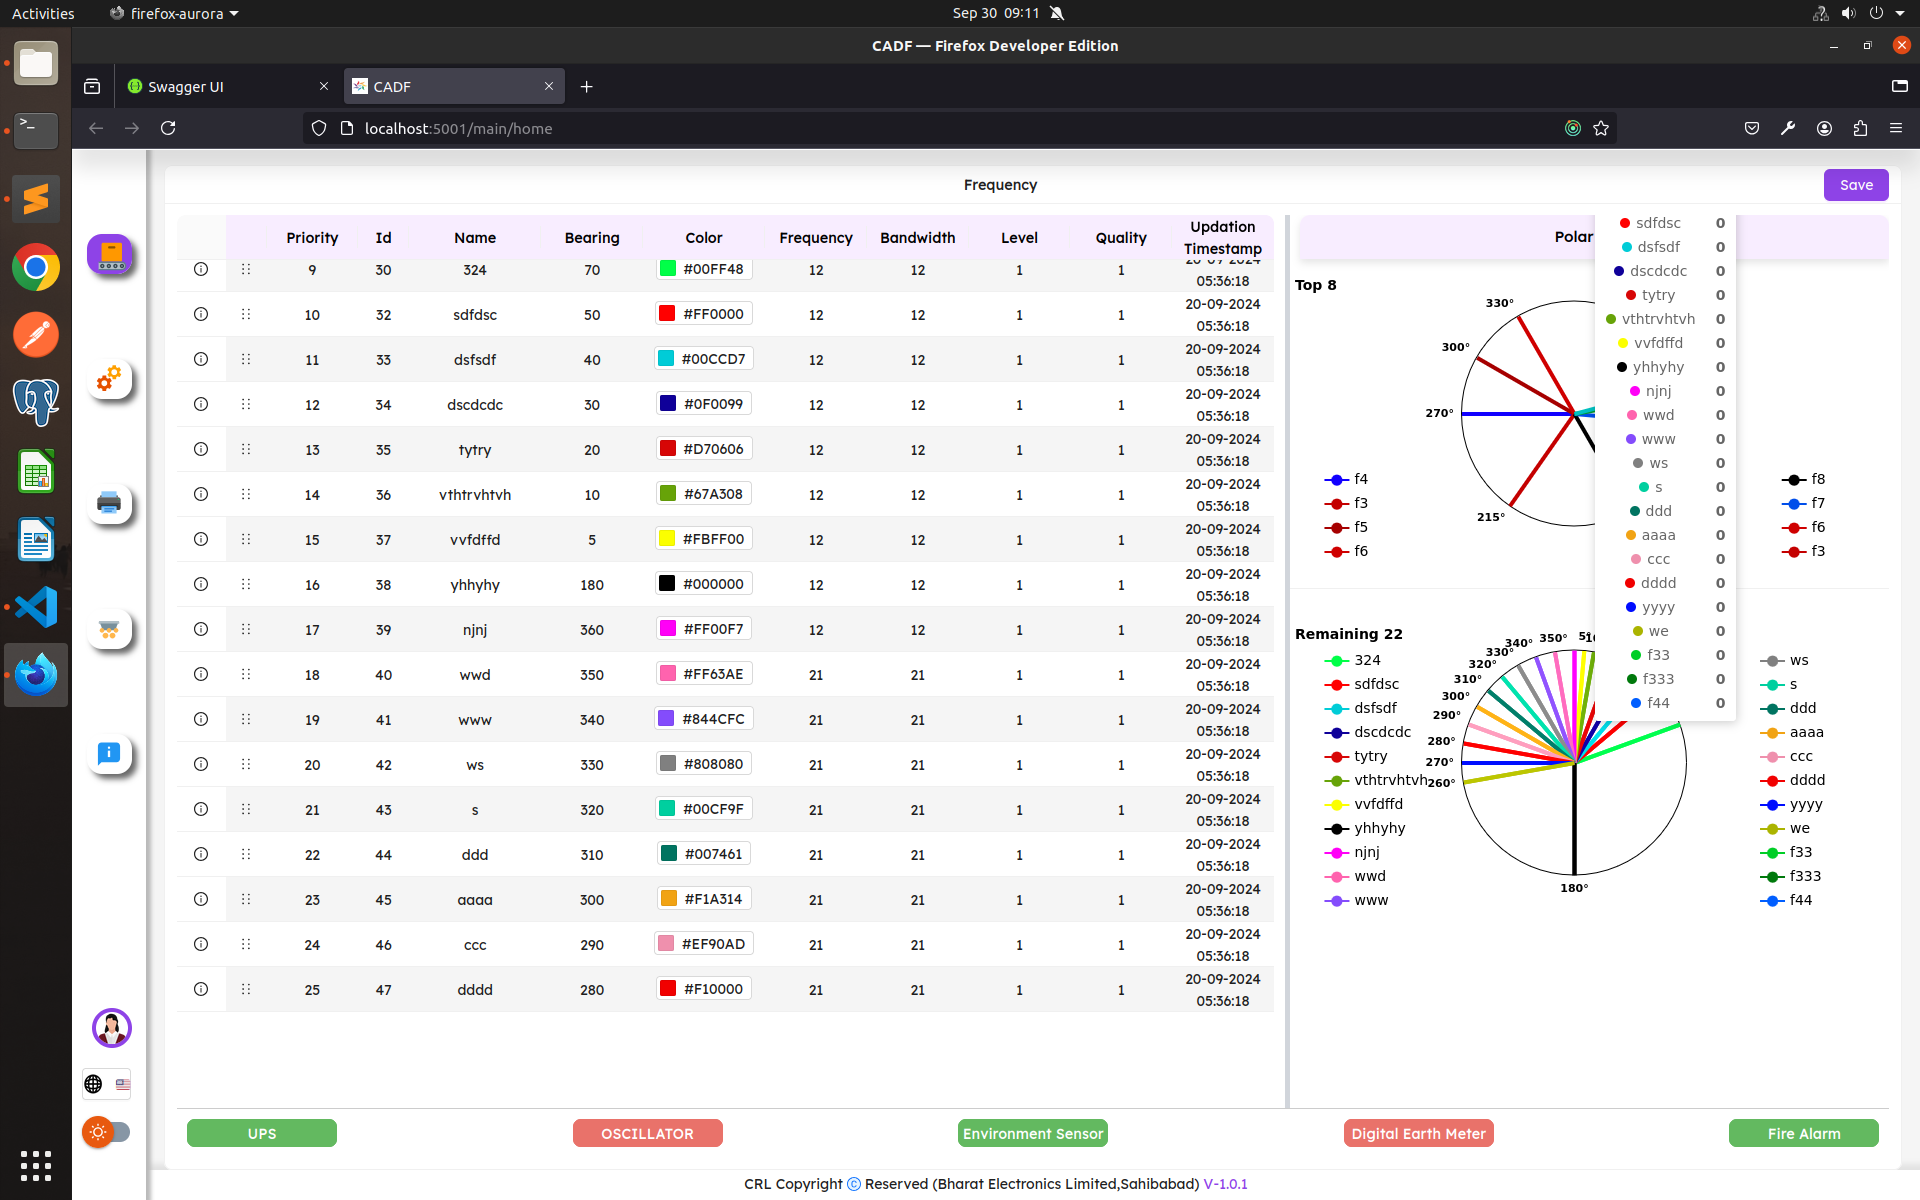 Activities firefox-aurora Sep 30 09:11
CADF — Firefox Developer Edition
Swagger UI CADF
localhost:5001/main/home
Frequency Save
Priority Id Name Bearing Color Frequency Bandwidth Level Quality Updation Timestamp
9 30 324 70 #00FF48 12 12 1 1 20-09-2024 05:36:18
10 32 sdfdsc 50 #FF0000 12 12 1 1 20-09-2024 05:36:18
11 33 dsfsdf 40 #00CCD7 12 12 1 1 20-09-2024 05:36:18
12 34 dscdcdc 30 #0F0099 12 12 1 1 20-09-2024 05:36:18
13 35 tytry 20 #D70606 12 12 1 1 20-09-2024 05:36:18
14 36 vthtrvhtvh 10 #67A308 12 12 1 1 20-09-2024 05:36:18
15 37 vvfdffd 5 #FBFF00 12 12 1 1 20-09-2024 05:36:18
16 38 yhhyhy 180 #000000 12 12 1 1 20-09-2024 05:36:18
17 39 njnj 360 #FF00F7 12 12 1 1 20-09-2024 05:36:18
18 40 wwd 350 #FF63AE 21 21 1 1 20-09-2024 05:36:18
19 41 www 340 #844CFC 21 21 1 1 20-09-2024 05:36:18
20 42 ws 330 #808080 21 21 1 1 20-09-2024 05:36:18
21 43 s 320 #00CF9F 21 21 1 1 20-09-2024 05:36:18
22 44 ddd 310 #007461 21 21 1 1 20-09-2024 05:36:18
23 45 aaaa 300 #F1A314 21 21 1 1 20-09-2024 05:36:18
24 46 ccc 290 #EF90AD 21 21 1 1 20-09-2024 05:36:18
25 47 dddd 280 #F10000 21 21 1 1 20-09-2024 05:36:18
Polar
Top 8
330°
300°
270°
215°
f4
f3
f5
f6
f8
f7
f6
f3
sdfdsc 0
dsfsdf 0
dscdcdc 0
tytry 0
vthtrvhtvh 0
vvfdffd 0
yhhyhy 0
njnj 0
wwd 0
www 0
ws 0
s 0
ddd 0
aaaa 0
ccc 0
dddd 0
yyyy 0
we 0
f33 0
f333 0
f44 0
Remaining 22
324
sdfdsc
dsfsdf
dscdcdc
tytry
vthtrvhtvh
vvfdffd
yhhyhy
njnj
wwd
www
350°
340°
330°
320°
310°
300°
290°
280°
270°
260°
180°
ws
s
ddd
aaaa
ccc
dddd
yyyy
we
f33
f333
f44
UPS OSCILLATOR Environment Sensor Digital Earth Meter Fire Alarm
CRL Copyright © Reserved (Bharat Electronics Limited,Sahibabad) V-1.0.1